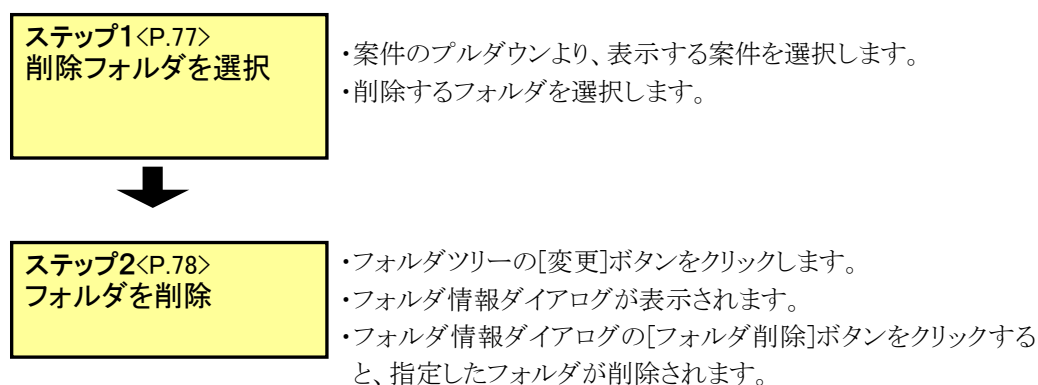 ステップ1<P.77>
削除フォルダを選択
・案件のプルダウンより、表示する案件を選択します。
・削除するフォルダを選択します。
ステップ2<P.78>
フォルダを削除
・フォルダツリーの[変更]ボタンをクリックします。
・フォルダ情報ダイアログが表示されます。
・フォルダ情報ダイアログの[フォルダ削除]ボタンをクリックする
と、指定したフォルダが削除されます。